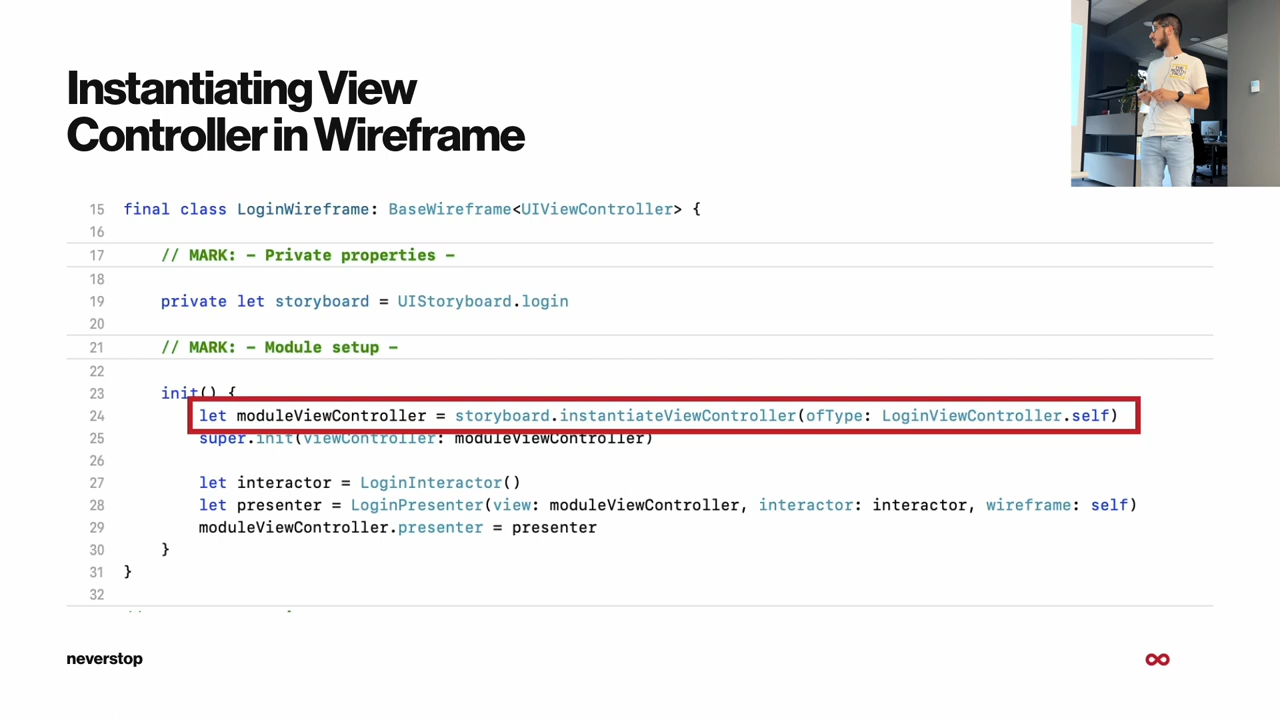 Instantiating View
Controller in Wireframe
15 final class LoginWireframe: BaseWireframe<UIViewController> {
16
17 // MARK: - Private properties -
18
19 private let storyboard = UIStoryboard.login
20
21 // MARK: - Module setup -
22
23 init() {
24 let moduleViewController = storyboard.instantiateViewController(ofType: LoginViewController.self)
25 super.init(viewController: moduleViewController)
26
27 let interactor = LoginInteractor()
28 let presenter = LoginPresenter(view: moduleViewController, interactor: interactor, wireframe: self)
29 moduleViewController.presenter = presenter
30 }
31 }
32
neverstop